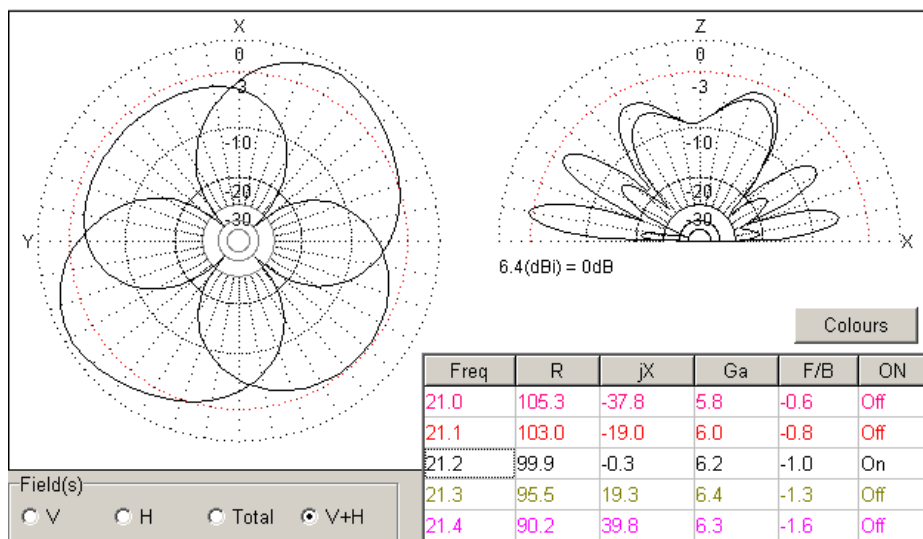 X
0
-3
-10
-20
-30
Y
Z
0
-3
-10
-20
-30
X
6.4(dBi) = 0dB
Colours
Freq R jX Ga F/B ON
21.0 105.3 -37.8 5.8 -0.6 Off
21.1 103.0 -19.0 6.0 -0.8 Off
21.2 99.9 -0.3 6.2 -1.0 On
21.3 95.5 19.3 6.4 -1.3 Off
21.4 90.2 39.8 6.3 -1.6 Off
Field(s)
V H Total V+H